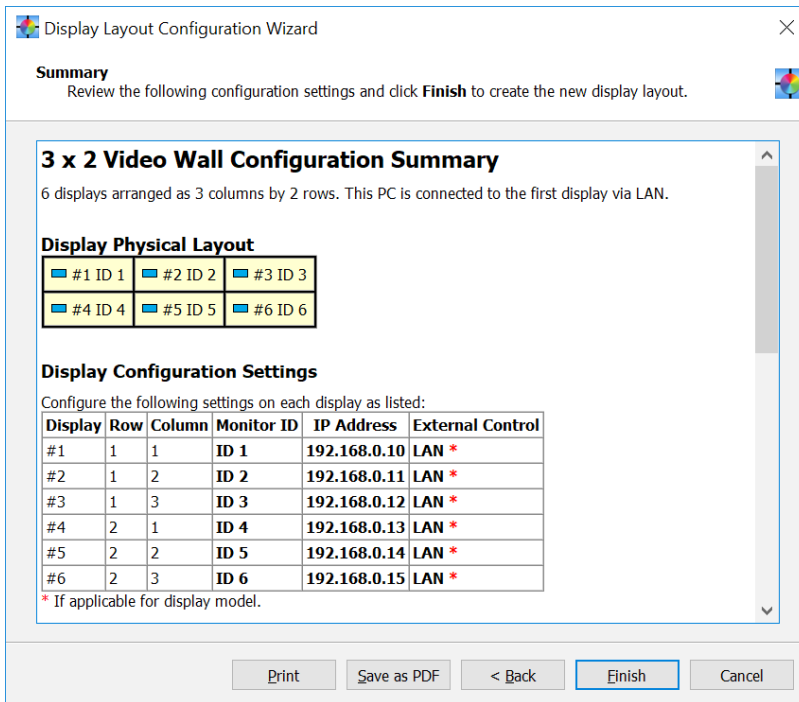 Display Layout Configuration Wizard
Summary
Review the following configuration settings and click Finish to create the new display layout.
3 x 2 Video Wall Configuration Summary
6 displays arranged as 3 columns by 2 rows. This PC is connected to the first display via LAN.
Display Physical Layout
#1 ID 1 #2 ID 2 #3 ID 3
#4 ID 4 #5 ID 5 #6 ID 6
Display Configuration Settings
Configure the following settings on each display as listed:
Display Row Column Monitor ID IP Address External Control
#1 1 1 ID 1 192.168.0.10 LAN *
#2 1 2 ID 2 192.168.0.11 LAN *
#3 1 3 ID 3 192.168.0.12 LAN *
#4 2 1 ID 4 192.168.0.13 LAN *
#5 2 2 ID 5 192.168.0.14 LAN *
#6 2 3 ID 6 192.168.0.15 LAN *
* If applicable for display model.
Print Save as PDF < Back Finish Cancel